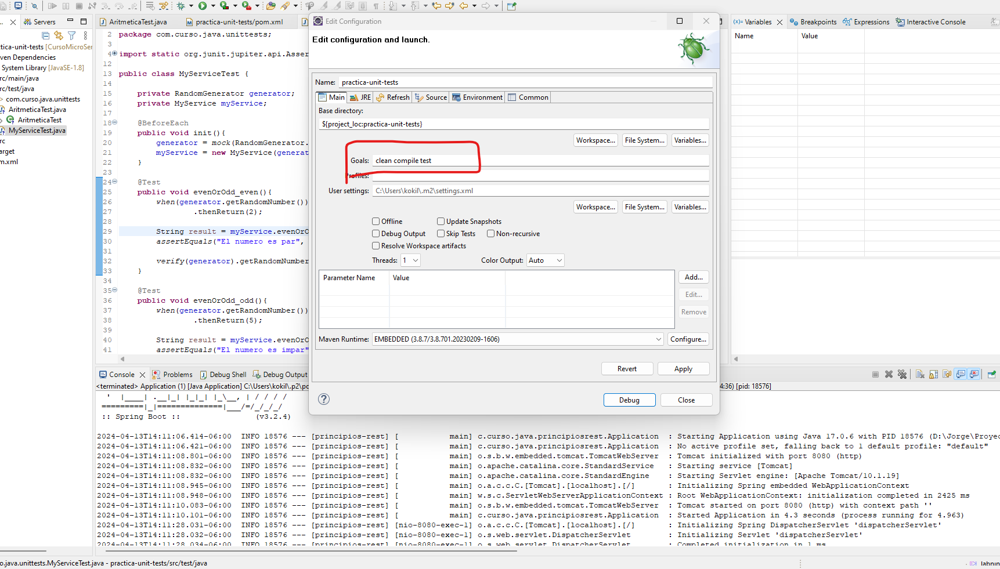 Servers
AritmeticaTest.java
practica-unit-tests/pom.xml
Edit Configuration
(x)= Variables
Breakpoints
Expressions
Interactive Console
Edit configuration and launch.
Name
Value
tica-unit-tests [CursoMicroSer
ven Dependencies
System Library [JavaSE-1.8]
rc/main/java
rc/test/java
com.curso.java.unittests
AritmeticaTest.java
AritmeticaTest
MyServiceTest.java
rc
arget
m.xml
2 package com.curso.java.unittests;
3
4 import static org.junit.jupiter.api.Asser
12
13 public class MyServiceTest {
14
15 private RandomGenerator generator;
16 private MyService myService;
17
18 @BeforeEach
19 public void init(){
20 generator = mock(RandomGenerator.
21 myService = new MyService(generat
22 }
23
24 @Test
25 public void evenOrOdd_even(){
26 when(generator.getRandomNumber())
27 .thenReturn(2);
28
29 String result = myService.evenOrO
30 assertEquals("El numero es par",
31
32 verify(generator).getRandomNumber
33 }
34
35 @Test
36 public void evenOrOdd_odd(){
37 when(generator.getRandomNumber())
38 .thenReturn(5);
39
40 String result = myService.evenOrO
41 assertEquals("El numero es impar"
Name: practica-unit-tests
Main JRE Refresh Source Environment Common
Base directory:
${project_loc:practica-unit-tests}
Workspace... File System... Variables...
Goals: clean compile test
Profiles:
User settings: C:\Users\kokil\.m2\settings.xml
Workspace... File System... Variables...
Offline Update Snapshots
Debug Output Skip Tests Non-recursive
Resolve Workspace artifacts
Threads: 1 Color Output: Auto
Parameter Name Value
Add...
Edit...
Remove
Maven Runtime: EMBEDDED (3.8.7/3.8.701.20230209-1606) Configure...
Revert Apply
Debug Close
Console Problems Debug Shell Debug Output
<terminated> Application (1) [Java Application] C:\Users\kokil\.p2\po
4:36) [pid: 18576]
' |____| .__|_| |_|_| |_\__, | / / / /
=========|_|==============|___/=/_/_/_/
:: Spring Boot :: (v3.2.4)
2024-04-13T14:11:06.414-06:00 INFO 18576 --- [principios-rest] [ main] c.curso.java.principiosrest.Application : Starting Application using Java 17.0.6 with PID 18576 (D:\Jorge\Proyec
2024-04-13T14:11:06.421-06:00 INFO 18576 --- [principios-rest] [ main] c.curso.java.principiosrest.Application : No active profile set, falling back to 1 default profile: "default"
2024-04-13T14:11:08.801-06:00 INFO 18576 --- [principios-rest] [ main] o.s.b.w.embedded.tomcat.TomcatWebServer : Tomcat initialized with port 8080 (http)
2024-04-13T14:11:08.832-06:00 INFO 18576 --- [principios-rest] [ main] o.apache.catalina.core.StandardService : Starting service [Tomcat]
2024-04-13T14:11:08.832-06:00 INFO 18576 --- [principios-rest] [ main] o.apache.catalina.core.StandardEngine : Starting Servlet engine: [Apache Tomcat/10.1.19]
2024-04-13T14:11:08.945-06:00 INFO 18576 --- [principios-rest] [ main] o.a.c.c.C.[Tomcat].[localhost].[/] : Initializing Spring embedded WebApplicationContext
2024-04-13T14:11:08.948-06:00 INFO 18576 --- [principios-rest] [ main] w.s.c.ServletWebServerApplicationContext : Root WebApplicationContext: initialization completed in 2425 ms
2024-04-13T14:11:10.083-06:00 INFO 18576 --- [principios-rest] [ main] o.s.b.w.embedded.tomcat.TomcatWebServer : Tomcat started on port 8080 (http) with context path ''
2024-04-13T14:11:10.101-06:00 INFO 18576 --- [principios-rest] [ main] c.curso.java.principiosrest.Application : Started Application in 4.3 seconds (process running for 4.963)
2024-04-13T14:11:28.031-06:00 INFO 18576 --- [principios-rest] [nio-8080-exec-1] o.a.c.c.C.[Tomcat].[localhost].[/] : Initializing Spring DispatcherServlet 'dispatcherServlet'
2024-04-13T14:11:28.032-06:00 INFO 18576 --- [principios-rest] [nio-8080-exec-1] o.s.web.servlet.DispatcherServlet : Initializing Servlet 'dispatcherServlet'
2024-04-13T14:11:28.034-06:00 INFO 18576 --- [principios-rest] [nio-8080-exec-1] o.s.web.servlet.DispatcherServlet : Completed initialization in 1 ms
o.java.unittests.MyServiceTest.java - practica-unit-tests/src/test/java